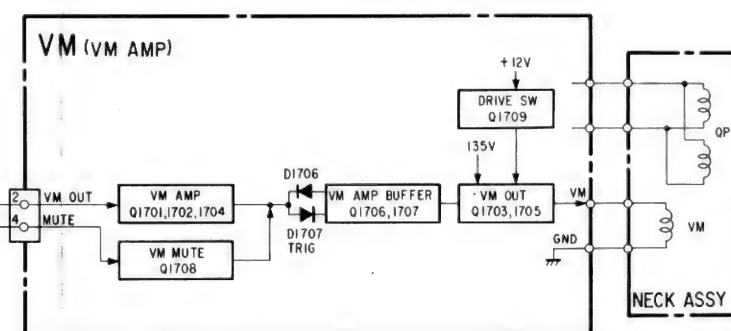 VM (VM AMP)
+12V
DRIVE SW
Q1709
QP
135V
D1706
2
VM OUT
VM AMP
Q1701,1702,1704
VM AMP BUFFER
Q1706,1707
VM OUT
Q1703,1705
VM
4
MUTE
D1707
TRIG
VM MUTE
Q1708
GND
VM
NECK ASSY